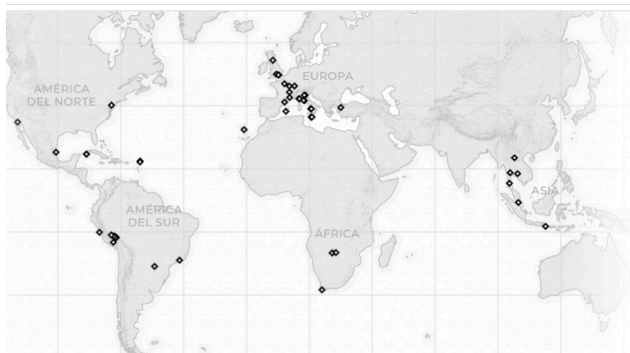 EUROPA
AMÉRICA
DEL NORTE
ASIA
AMÉRICA
DEL SUR
ÁFRICA